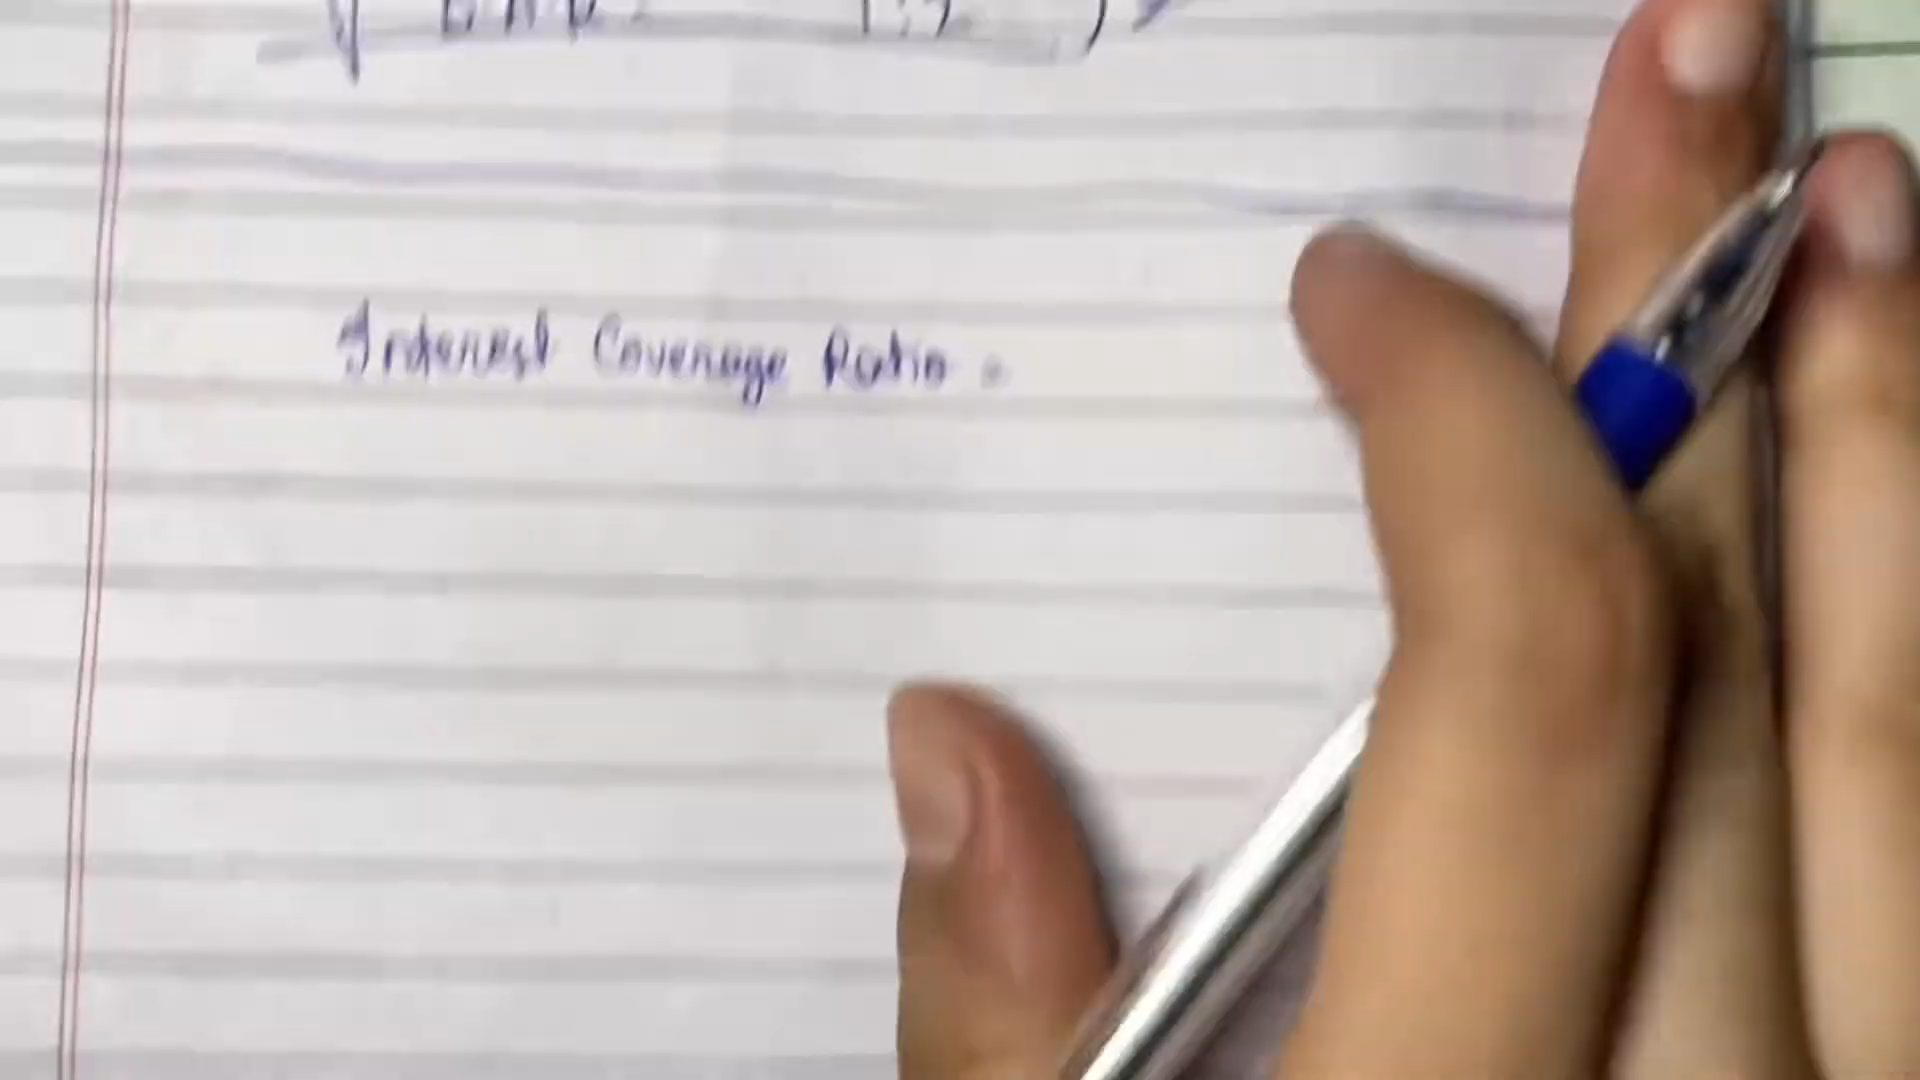 Interest Coverage Ratio =